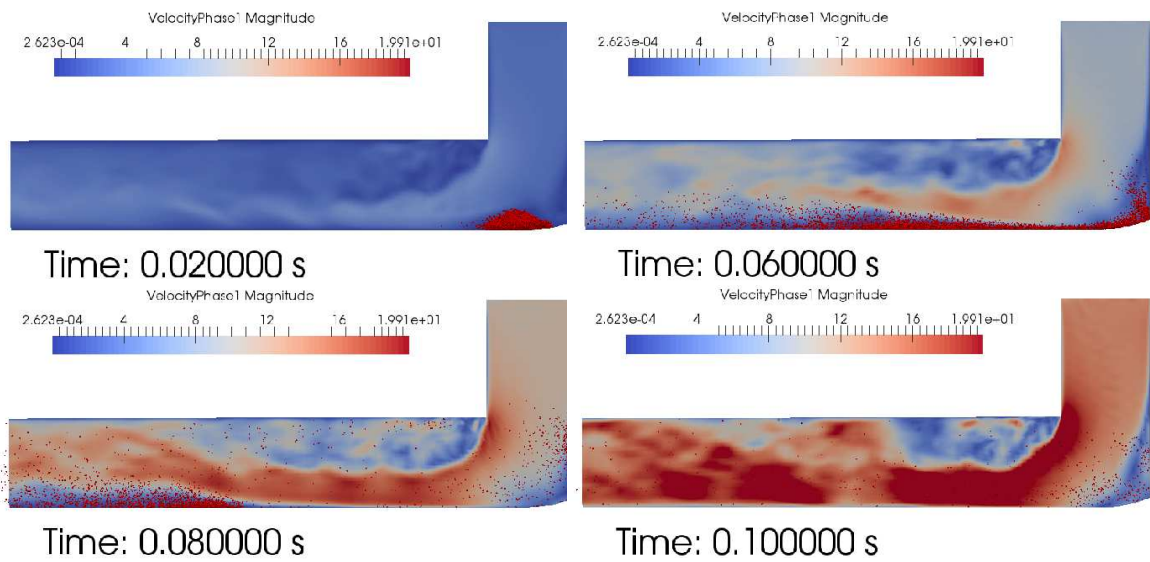 VelocityPhase1 Magnitude
2.623e-04 4 8 12 16 1.991e+01
Time: 0.020000 s
VelocityPhase1 Magnitude
2.623e-04 4 8 12 16 1.991e+01
Time: 0.060000 s
VelocityPhase1 Magnitude
2.623e-04 4 8 12 16 1.991e+01
Time: 0.080000 s
VelocityPhase1 Magnitude
2.623e-04 4 8 12 16 1.991e-01
Time: 0.100000 s